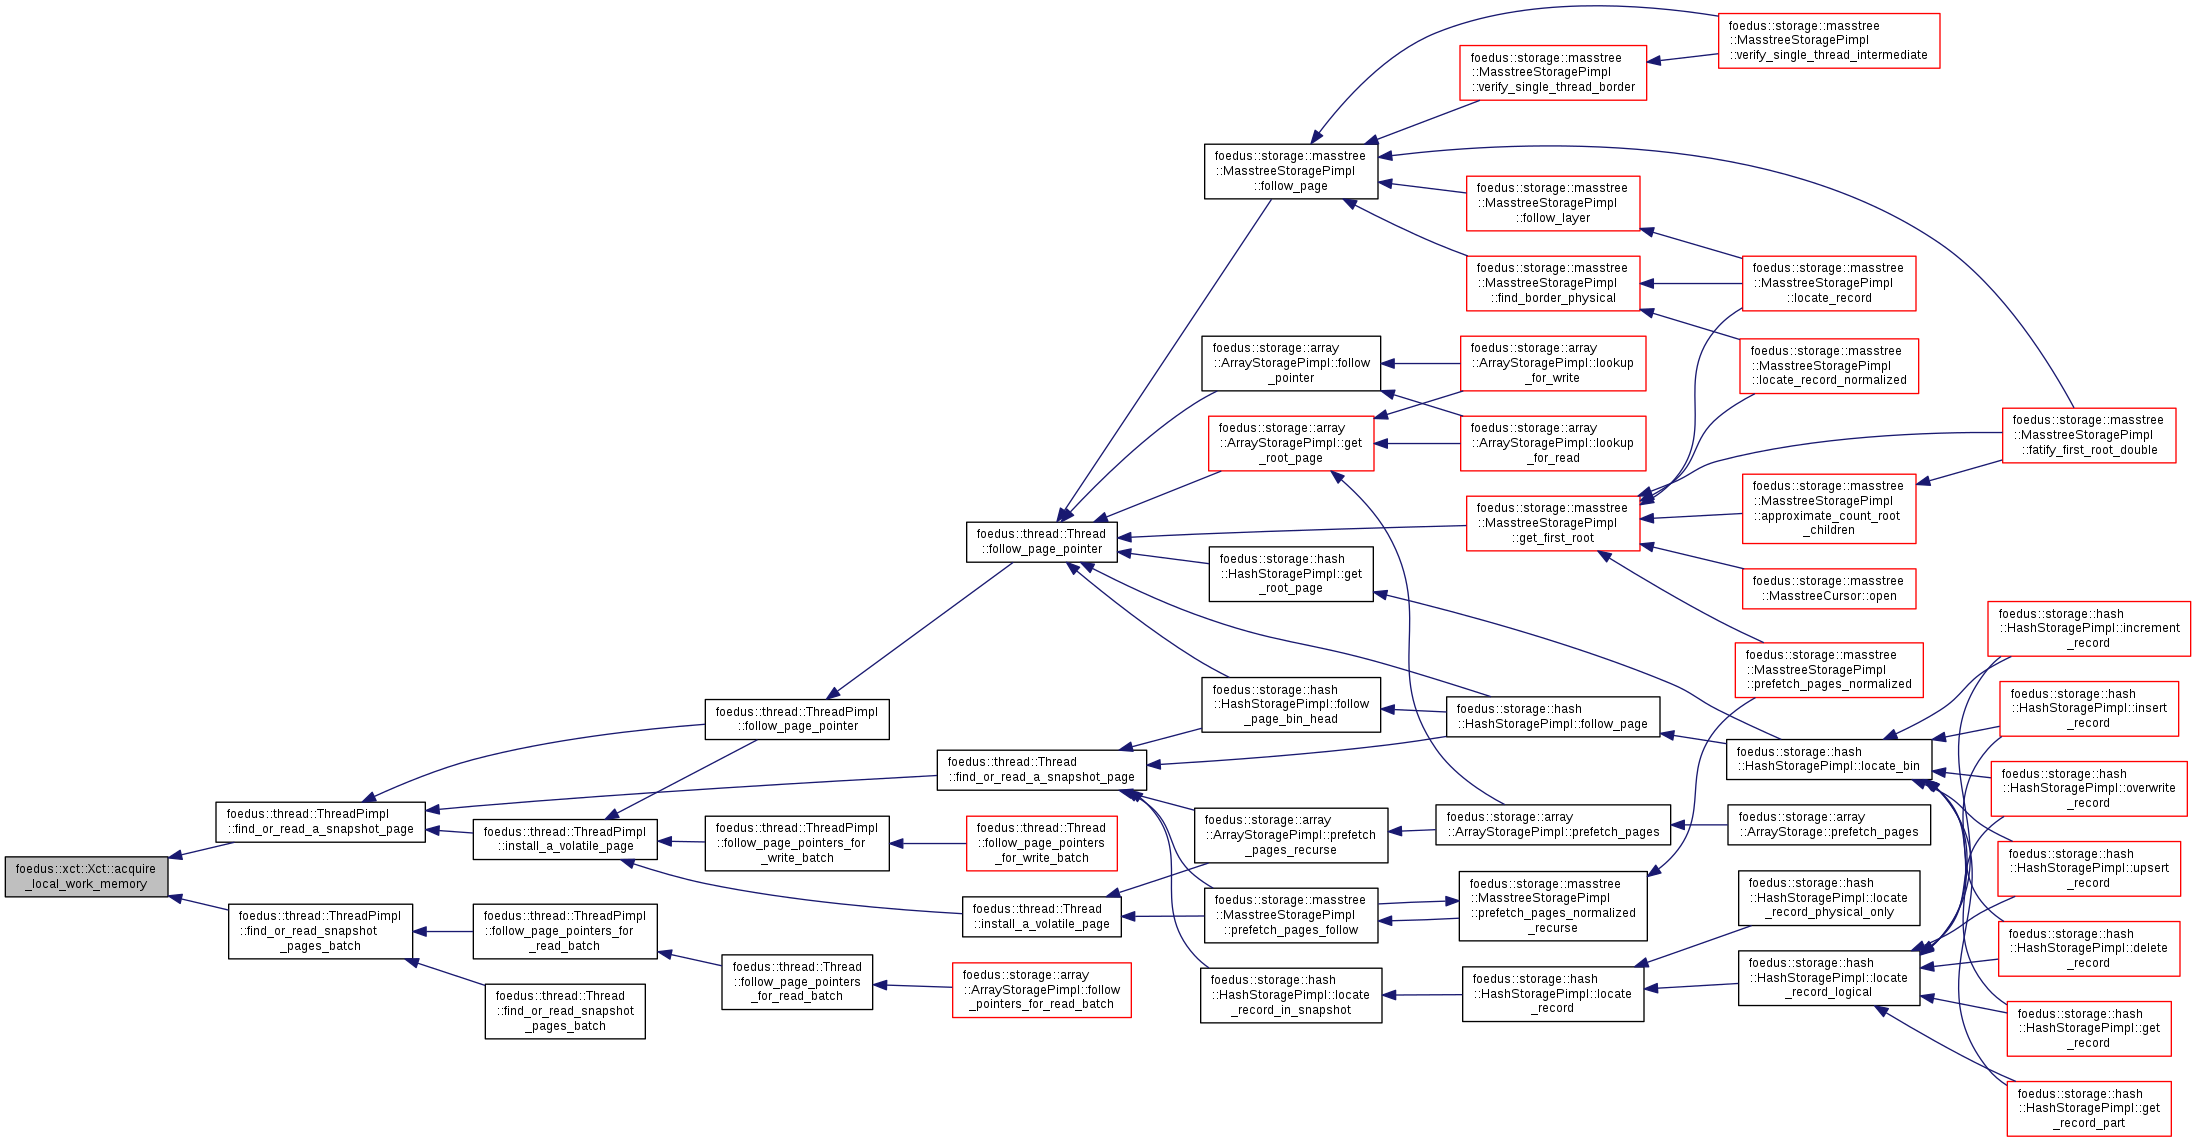 foedus::xct::Xct::acquire
_local_work_memory
foedus::thread::ThreadPimpl
::find_or_read_a_snapshot_page
foedus::thread::ThreadPimpl
::find_or_read_snapshot
_pages_batch
foedus::thread::ThreadPimpl
::install_a_volatile_page
foedus::thread::ThreadPimpl
::follow_page_pointers_for
_read_batch
foedus::thread::Thread
::find_or_read_snapshot
_pages_batch
foedus::thread::ThreadPimpl
::follow_page_pointer
foedus::thread::ThreadPimpl
::follow_page_pointers_for
_write_batch
foedus::thread::Thread
::follow_page_pointers
_for_read_batch
foedus::thread::Thread
::follow_page_pointer
foedus::thread::Thread
::find_or_read_a_snapshot_page
foedus::thread::Thread
::follow_page_pointers
_for_write_batch
foedus::thread::Thread
::install_a_volatile_page
foedus::storage::array
::ArrayStoragePimpl::follow
_pointers_for_read_batch
foedus::storage::masstree
::MasstreeStoragePimpl
::follow_page
foedus::storage::array
::ArrayStoragePimpl::follow
_pointer
foedus::storage::array
::ArrayStoragePimpl::get
_root_page
foedus::storage::hash
::HashStoragePimpl::get
_root_page
foedus::storage::hash
::HashStoragePimpl::follow
_page_bin_head
foedus::storage::array
::ArrayStoragePimpl::prefetch
_pages_recurse
foedus::storage::masstree
::MasstreeStoragePimpl
::prefetch_pages_follow
foedus::storage::hash
::HashStoragePimpl::locate
_record_in_snapshot
foedus::storage::masstree
::MasstreeStoragePimpl
::verify_single_thread_border
foedus::storage::masstree
::MasstreeStoragePimpl
::follow_layer
foedus::storage::masstree
::MasstreeStoragePimpl
::find_border_physical
foedus::storage::array
::ArrayStoragePimpl::lookup
_for_write
foedus::storage::array
::ArrayStoragePimpl::lookup
_for_read
foedus::storage::masstree
::MasstreeStoragePimpl
::get_first_root
foedus::storage::hash
::HashStoragePimpl::follow_page
foedus::storage::array
::ArrayStoragePimpl::prefetch_pages
foedus::storage::masstree
::MasstreeStoragePimpl
::prefetch_pages_normalized
_recurse
foedus::storage::hash
::HashStoragePimpl::locate
_record
foedus::storage::masstree
::MasstreeStoragePimpl
::verify_single_thread_intermediate
foedus::storage::masstree
::MasstreeStoragePimpl
::locate_record
foedus::storage::masstree
::MasstreeStoragePimpl
::locate_record_normalized
foedus::storage::masstree
::MasstreeStoragePimpl
::approximate_count_root
_children
foedus::storage::masstree
::MasstreeCursor::open
foedus::storage::masstree
::MasstreeStoragePimpl
::prefetch_pages_normalized
foedus::storage::hash
::HashStoragePimpl::locate_bin
foedus::storage::array
::ArrayStorage::prefetch_pages
foedus::storage::hash
::HashStoragePimpl::locate
_record_physical_only
foedus::storage::hash
::HashStoragePimpl::locate
_record_logical
foedus::storage::masstree
::MasstreeStoragePimpl
::fatify_first_root_double
foedus::storage::hash
::HashStoragePimpl::increment
_record
foedus::storage::hash
::HashStoragePimpl::insert
_record
foedus::storage::hash
::HashStoragePimpl::overwrite
_record
foedus::storage::hash
::HashStoragePimpl::upsert
_record
foedus::storage::hash
::HashStoragePimpl::delete
_record
foedus::storage::hash
::HashStoragePimpl::get
_record
foedus::storage::hash
::HashStoragePimpl::get
_record_part